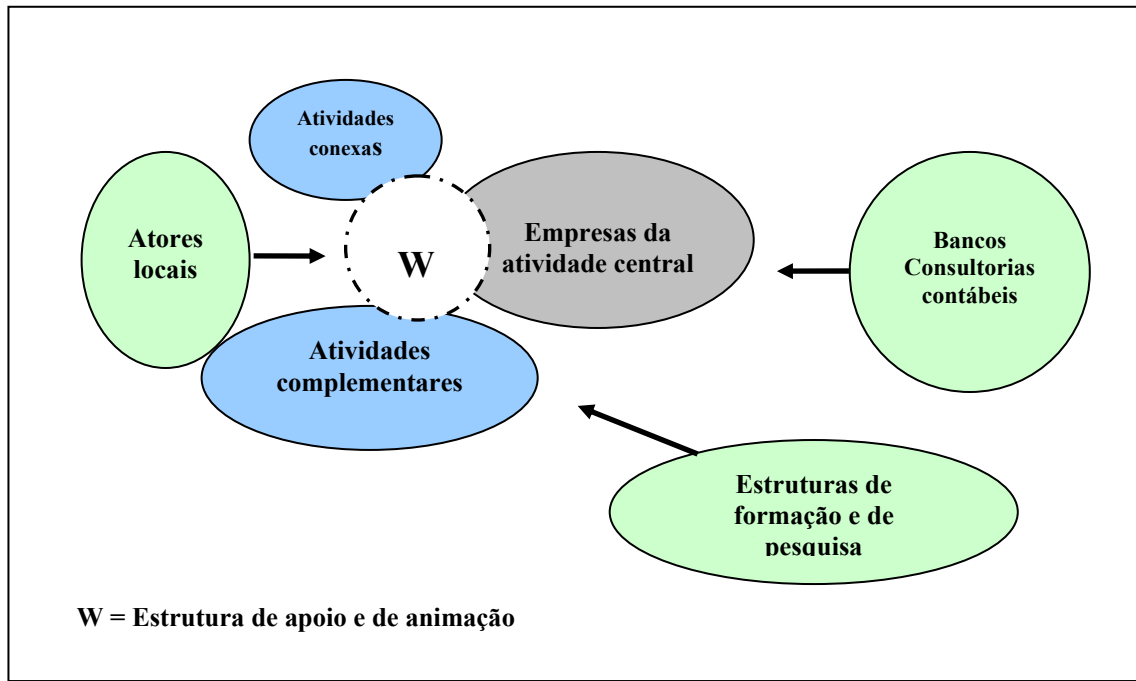 Atividades
conexas
Atores
locais
W
Empresas da
atividade central
Bancos
Consultorias
contábeis
Atividades
complementares
Estruturas de
formação e de
pesquisa
W = Estrutura de apoio e de animação